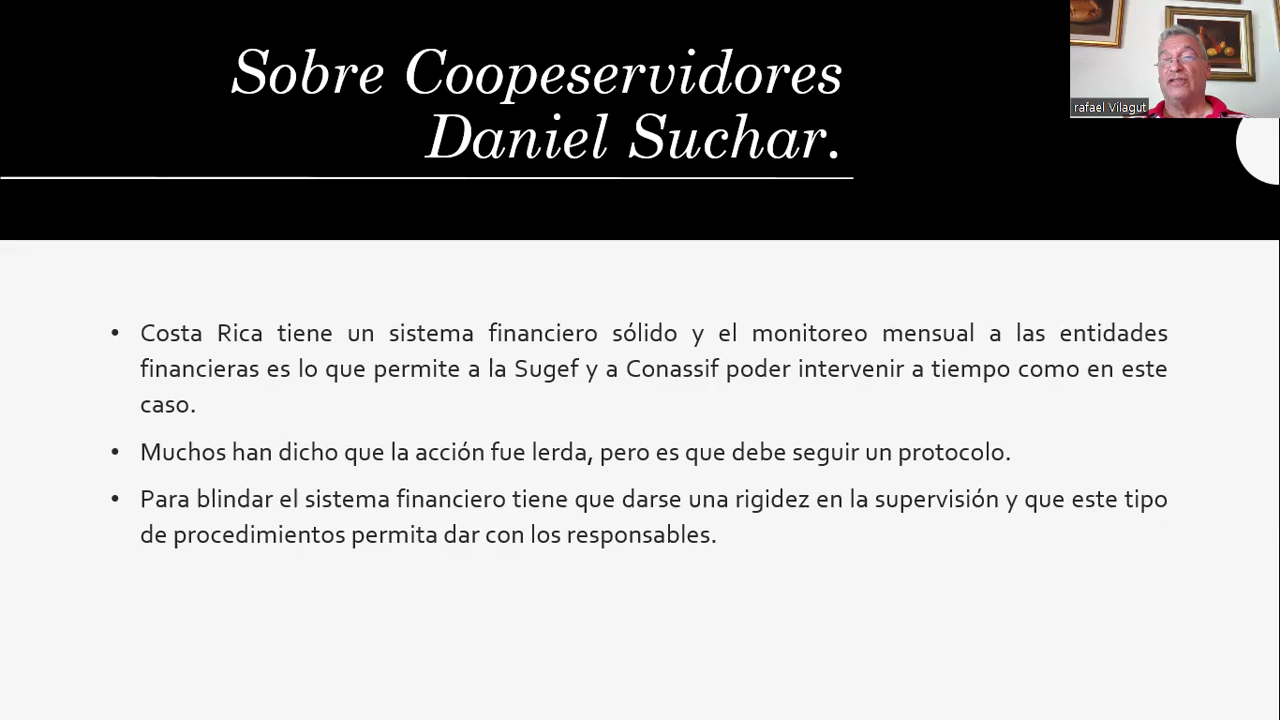 Sobre Coopeservidores
Daniel Suchar.
rafael Vilagut
• Costa Rica tiene un sistema financiero sólido y el monitoreo mensual a las entidades
financieras es lo que permite a la Sugef y a Conassif poder intervenir a tiempo como en este
caso.
• Muchos han dicho que la acción fue lerda, pero es que debe seguir un protocolo.
• Para blindar el sistema financiero tiene que darse una rigidez en la supervisión y que este tipo
de procedimientos permita dar con los responsables.